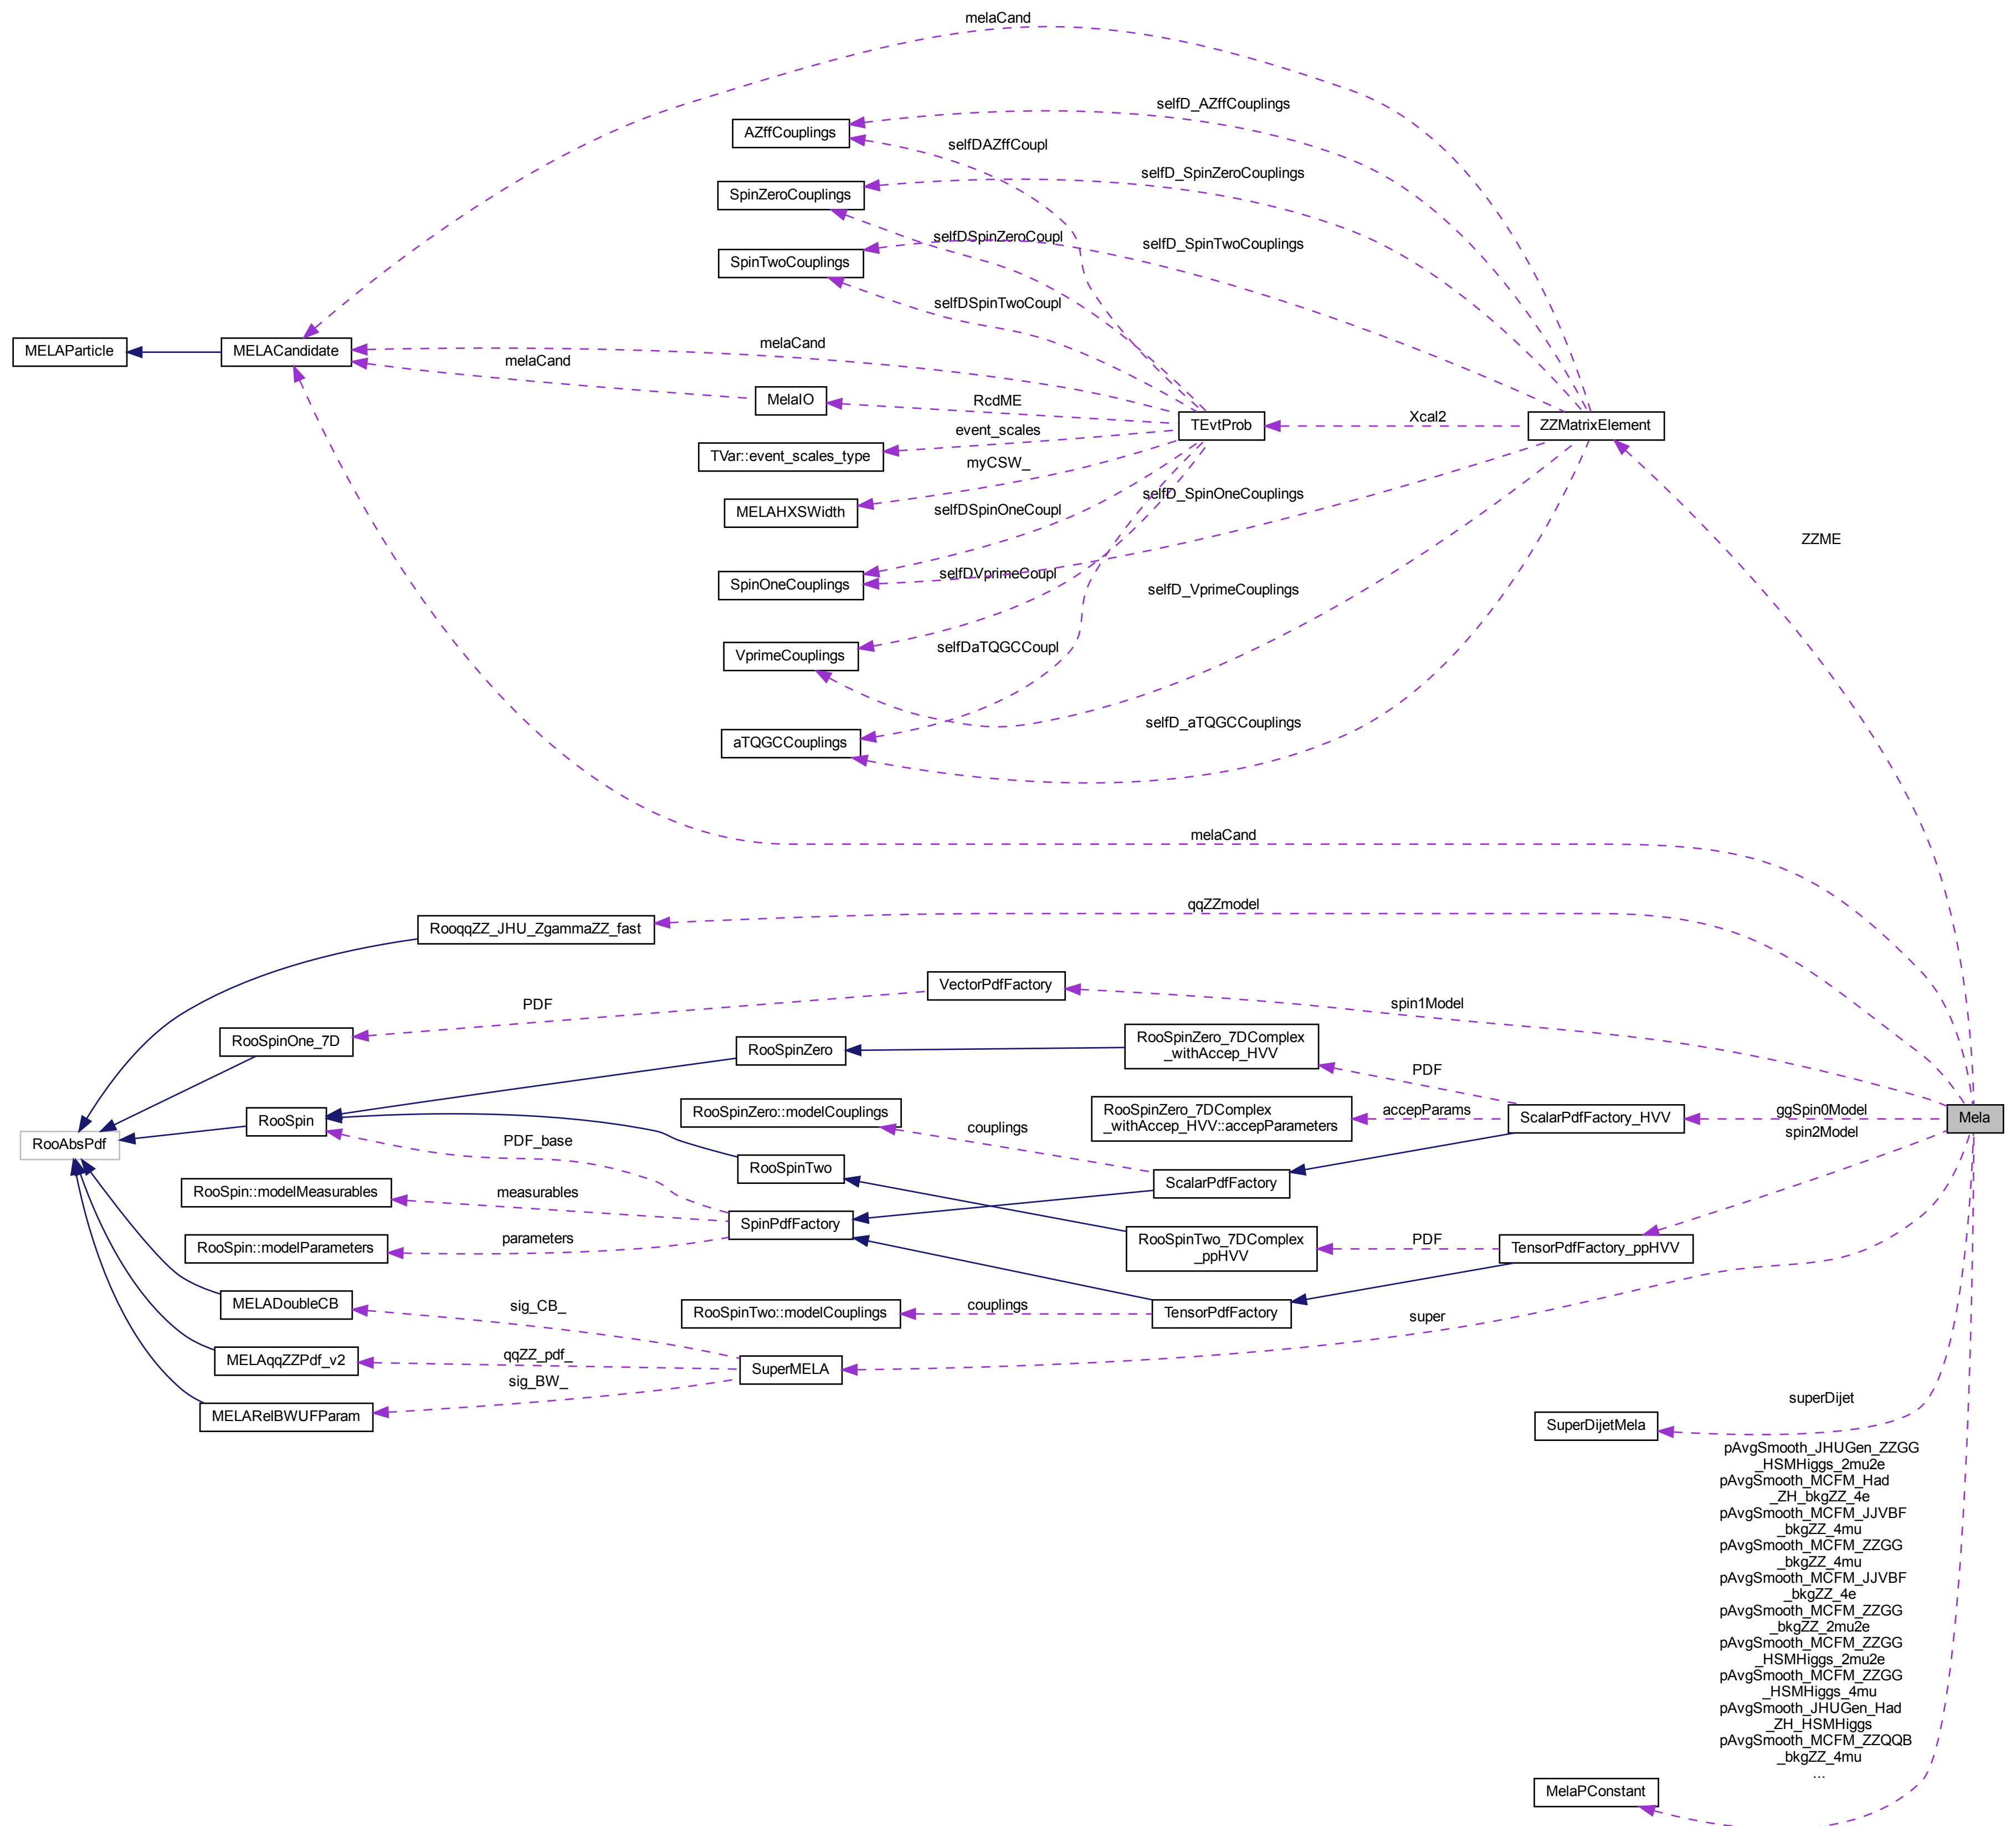 melaCand
selfD_AZffCouplings
AZffCouplings
selfDAZffCoupl
selfD_SpinZeroCouplings
SpinZeroCouplings
selfDSpinZeroCoupl
selfD_SpinTwoCouplings
SpinTwoCouplings
selfDSpinTwoCoupl
MELAParticle
MELACandidate
melaCand
melaCand
MelaIO
RcdME
TEvtProb
Xcal2
ZZMatrixElement
event_scales
TVar::event_scales_type
myCSW_
MELAHXSWidth
selfD_SpinOneCouplings
selfDSpinOneCoupl
ZZME
SpinOneCouplings
selfDVprimeCoupl
selfD_VprimeCouplings
VprimeCouplings
selfDaTQGCCoupl
selfD_aTQGCCouplings
aTQGCCouplings
melaCand
qqZZmodel
RooqqZZ_JHU_ZgammaZZ_fast
VectorPdfFactory
spin1Model
PDF
RooSpinOne_7D
RooSpinZero
RooSpinZero_7DComplex
_withAccep_HVV
PDF
RooSpinZero::modelCouplings
RooSpinZero_7DComplex
_withAccep_HVV::accepParameters
accepParams
ScalarPdfFactory_HVV
ggSpin0Model
Mela
RooSpin
RooAbsPdf
PDF_base
couplings
spin2Model
RooSpinTwo
ScalarPdfFactory
RooSpin::modelMeasurables
measurables
SpinPdfFactory
RooSpin::modelParameters
parameters
RooSpinTwo_7DComplex
_ppHVV
PDF
TensorPdfFactory_ppHVV
MELADoubleCB
sig_CB_
RooSpinTwo::modelCouplings
couplings
TensorPdfFactory
super
MELAqqZZPdf_v2
qqZZ_pdf_
SuperMELA
sig_BW_
MELARelBWUFParam
superDijet
SuperDijetMela
pAvgSmooth_JHUGen_ZZGG
_HSMHiggs_2mu2e
pAvgSmooth_MCFM_Had
_ZH_bkgZZ_4e
pAvgSmooth_MCFM_JJVBF
_bkgZZ_4mu
pAvgSmooth_MCFM_ZZGG
_bkgZZ_4mu
pAvgSmooth_MCFM_JJVBF
_bkgZZ_4e
pAvgSmooth_MCFM_ZZGG
_bkgZZ_2mu2e
pAvgSmooth_MCFM_ZZGG
_HSMHiggs_2mu2e
pAvgSmooth_MCFM_ZZGG
_HSMHiggs_4mu
pAvgSmooth_JHUGen_Had
_ZH_HSMHiggs
pAvgSmooth_MCFM_ZZQQB
_bkgZZ_4mu
...
MelaPConstant